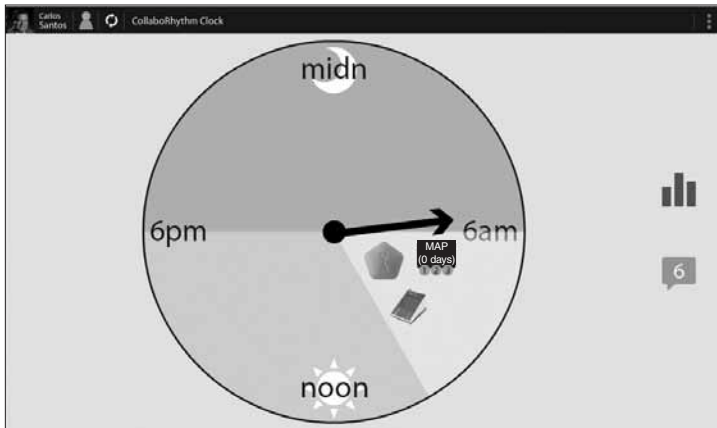 Carlos
Santos
CollaboRhythm Clock
midn
6pm
6am
MAP
(0 days)
6
noon